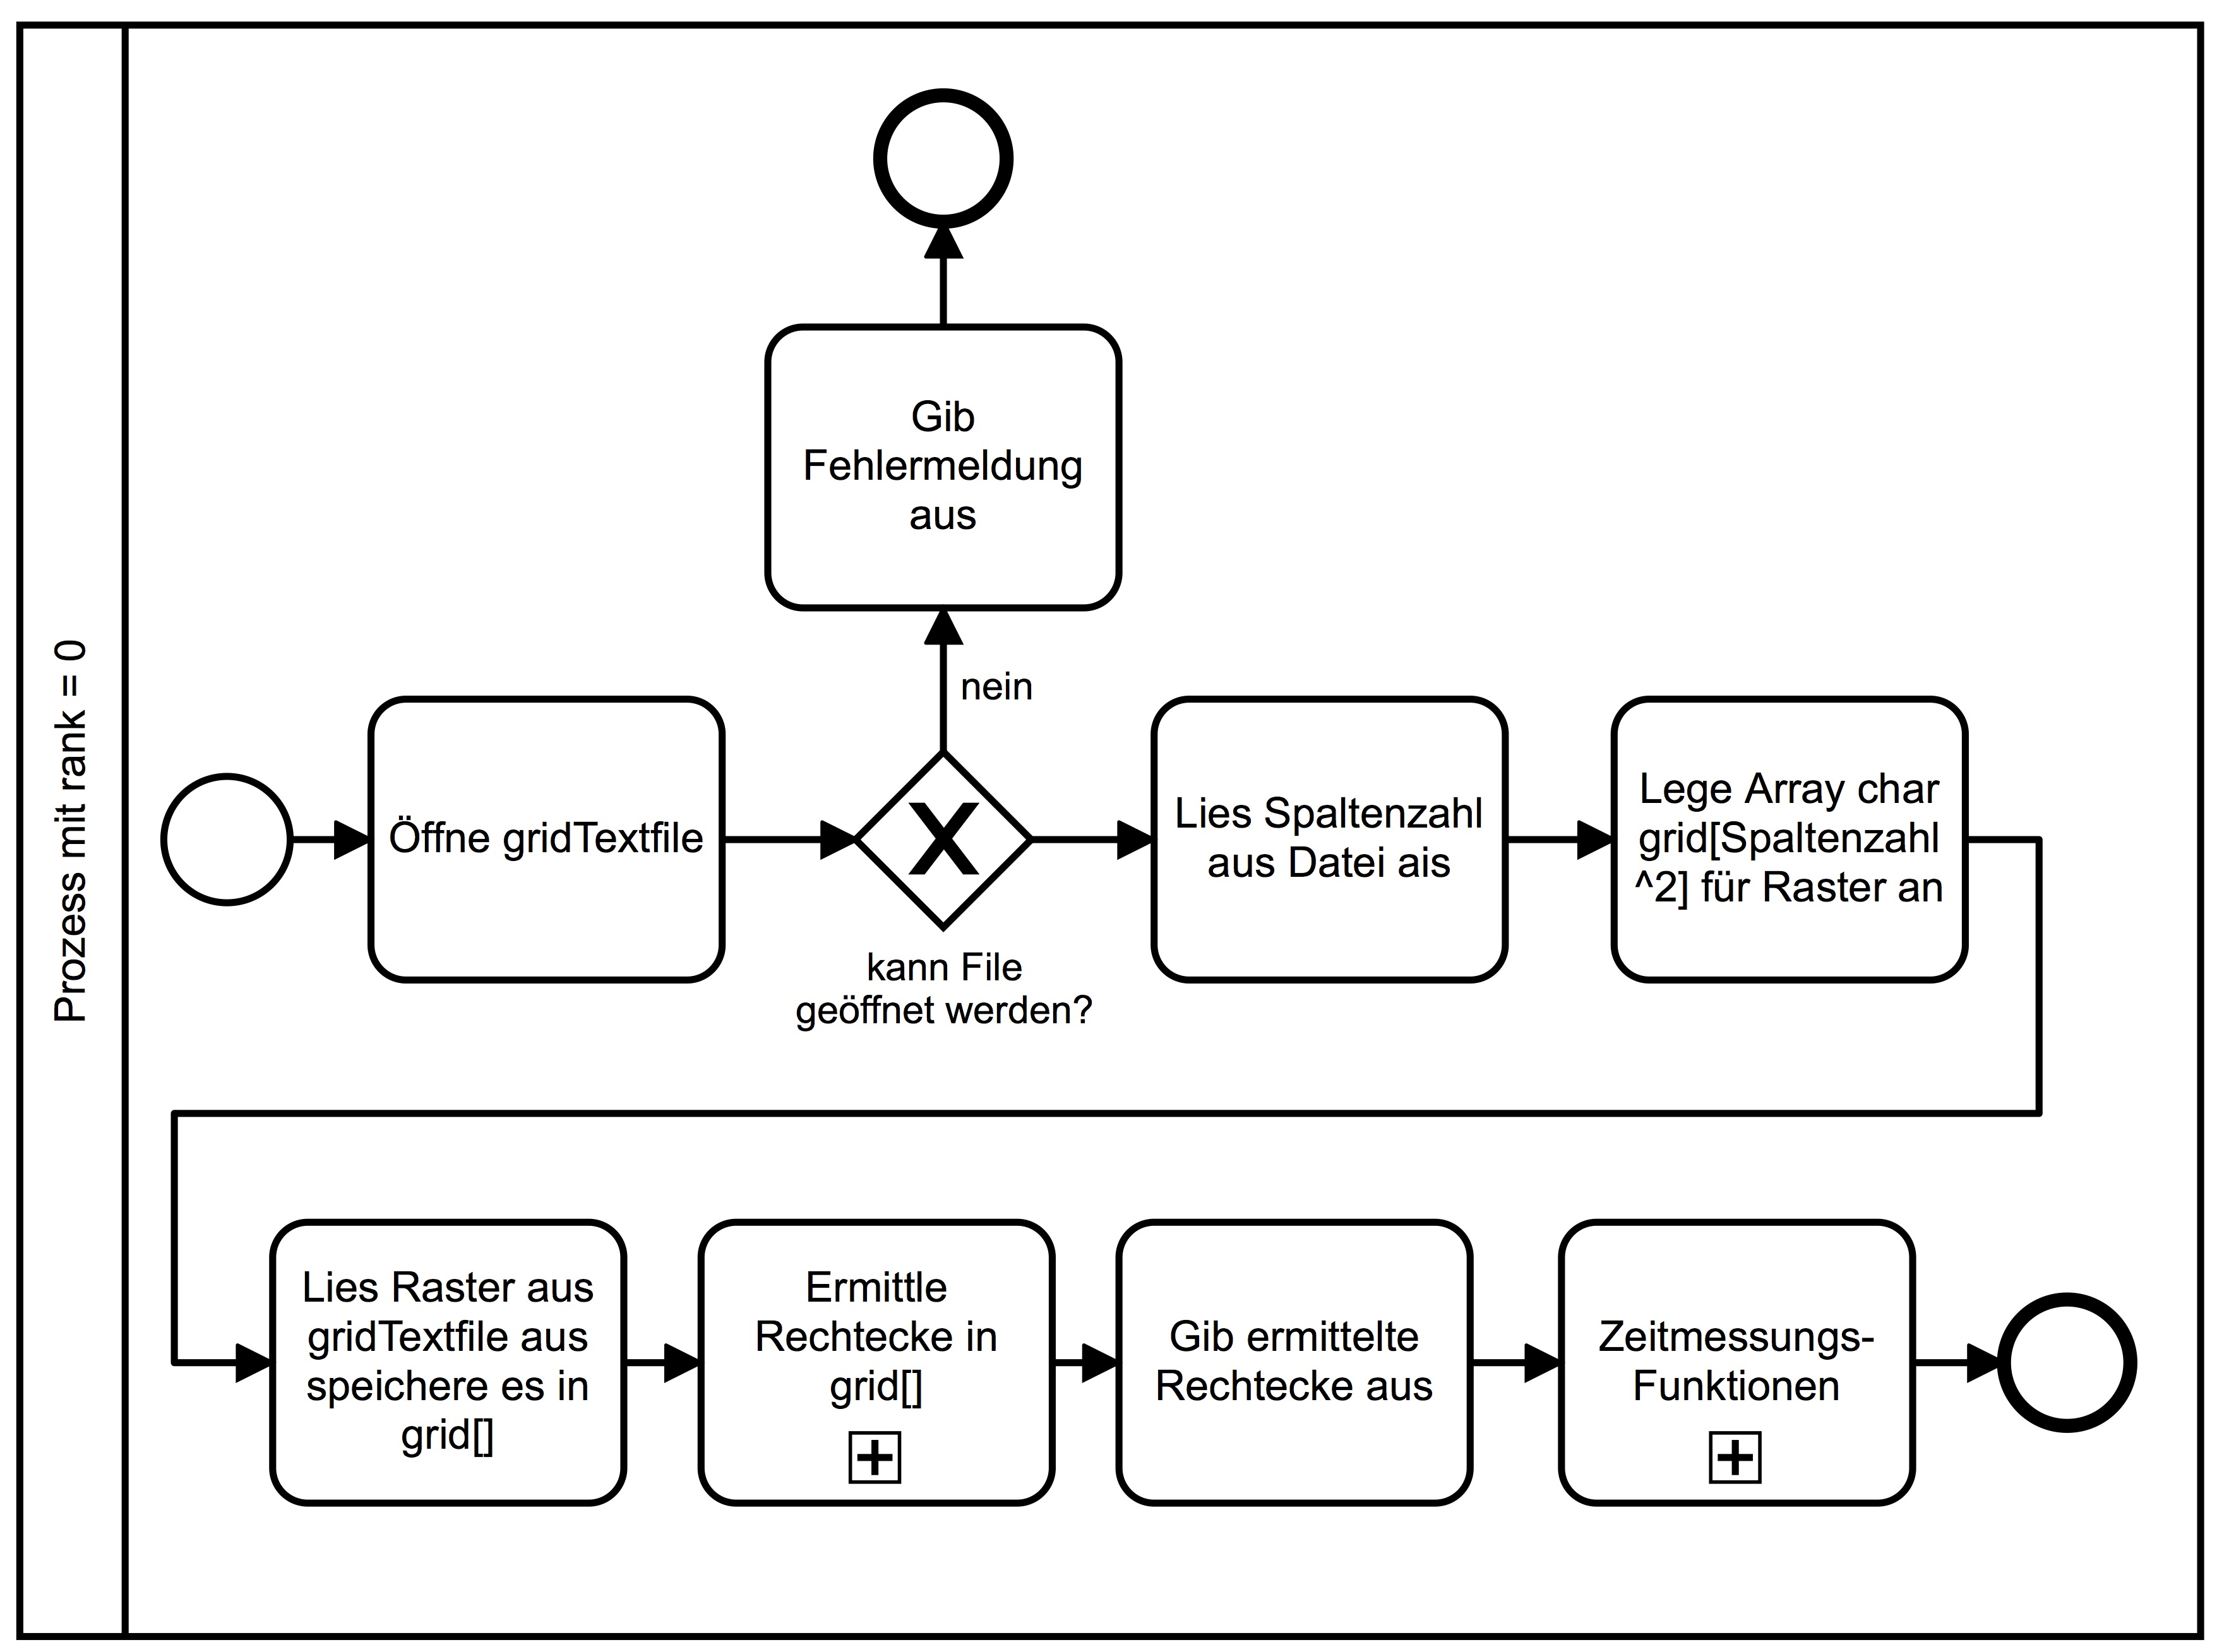 Prozess mit rank = 0
Gib
Fehlermeldung
aus
nein
Öffne gridTextfile
kann File
geöffnet werden?
Lies Spaltenzahl
aus Datei ais
Lege Array char
grid[Spaltenzahl
^2] für Raster an
Lies Raster aus
gridTextfile aus
speichere es in
grid[]
Ermittle
Rechtecke in
grid[]
Gib ermittelte
Rechtecke aus
Zeitmessungs-
Funktionen